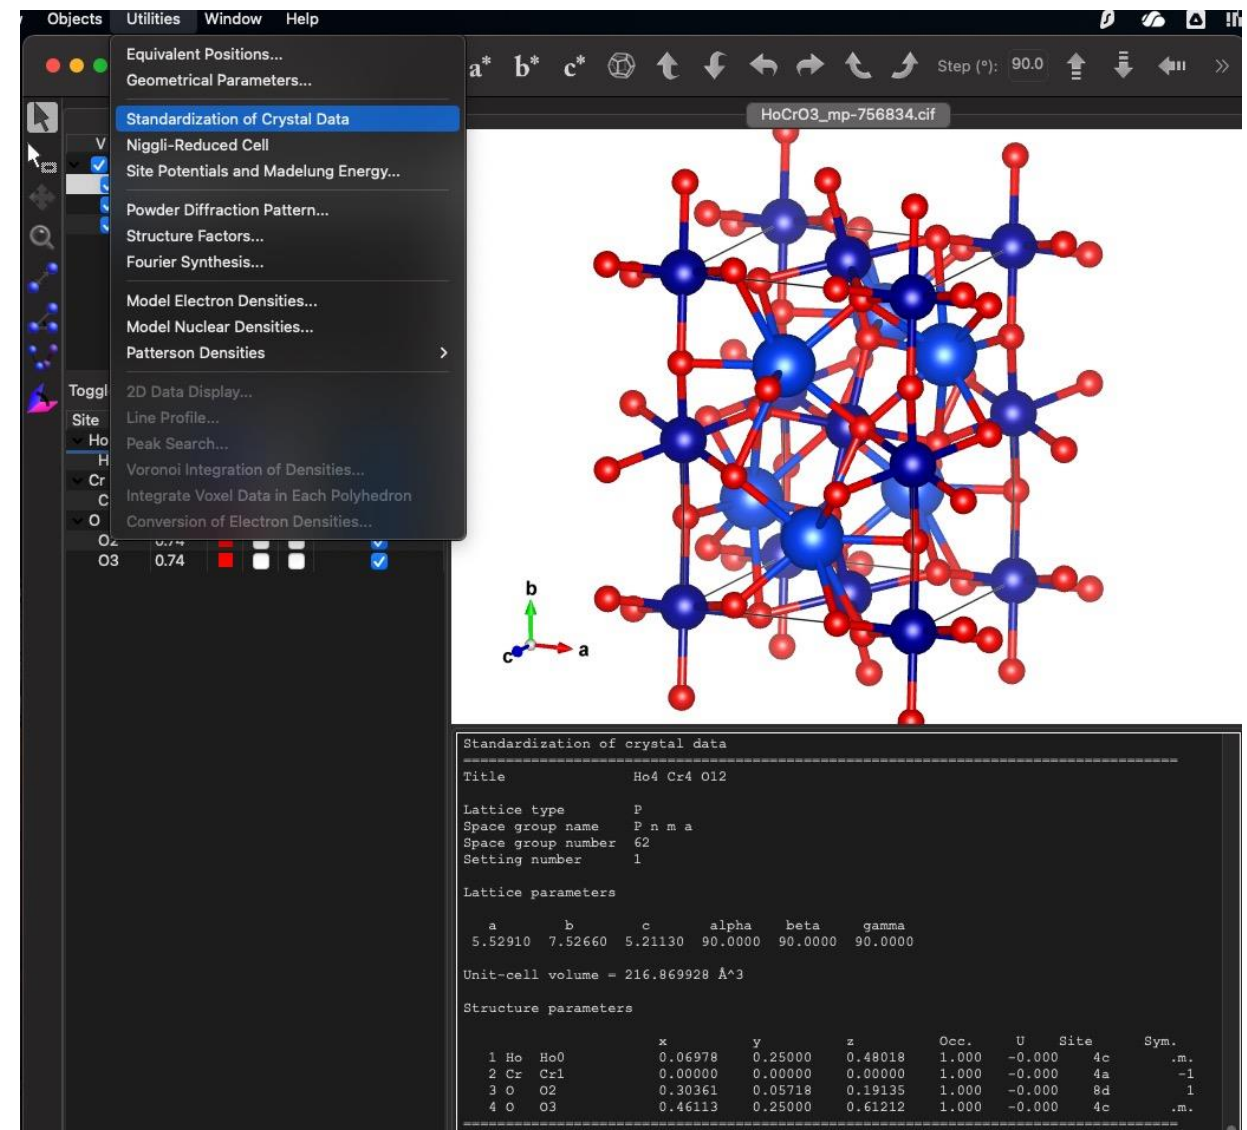 Objects Utilities Window Help
Equivalent Positions...
Geometrical Parameters...
Standardization of Crystal Data
Niggli-Reduced Cell
Site Potentials and Madelung Energy...
Powder Diffraction Pattern...
Structure Factors...
Fourier Synthesis...
Model Electron Densities...
Model Nuclear Densities...
Patterson Densities
2D Data Display...
Line Profile...
Peak Search...
Voronoi Integration of Densities...
Integrate Voxel Data in Each Polyhedron
Conversion of Electron Densities...
a* b* c* Step (°): 90.0
HoCrO3_mp-756834.cif
V
Site
Ho
H
Cr
C
O
O2 0.74
O3 0.74
b
c a
Standardization of crystal data
Title Ho4 Cr4 O12
Lattice type P
Space group name P n m a
Space group number 62
Setting number 1
Lattice parameters
a b c alpha beta gamma
5.52910 7.52660 5.21130 90.0000 90.0000 90.0000
Unit-cell volume = 216.869928 Å^3
Structure parameters
x y z Occ. U Site Sym.
1 Ho Ho0 0.06978 0.25000 0.48018 1.000 -0.000 4c .m.
2 Cr Cr1 0.00000 0.00000 0.00000 1.000 -0.000 4a -1
3 O O2 0.30361 0.05718 0.19135 1.000 -0.000 8d 1
4 O O3 0.46113 0.25000 0.61212 1.000 -0.000 4c .m.